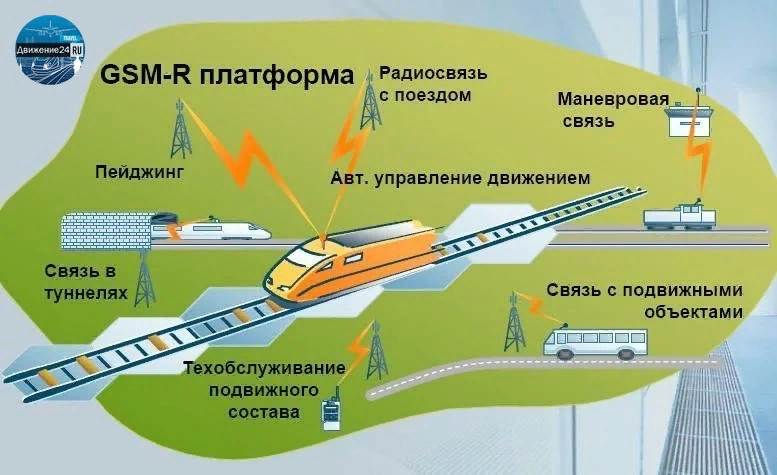 TRAVEL
Движение24 RU
GSM-R платформа
Радиосвязь
с поездом
Маневровая
связь
Пейджинг
Авт. управление движением
Связь в
туннелях
Связь с подвижными
объектами
Техобслуживание
подвижного
состава